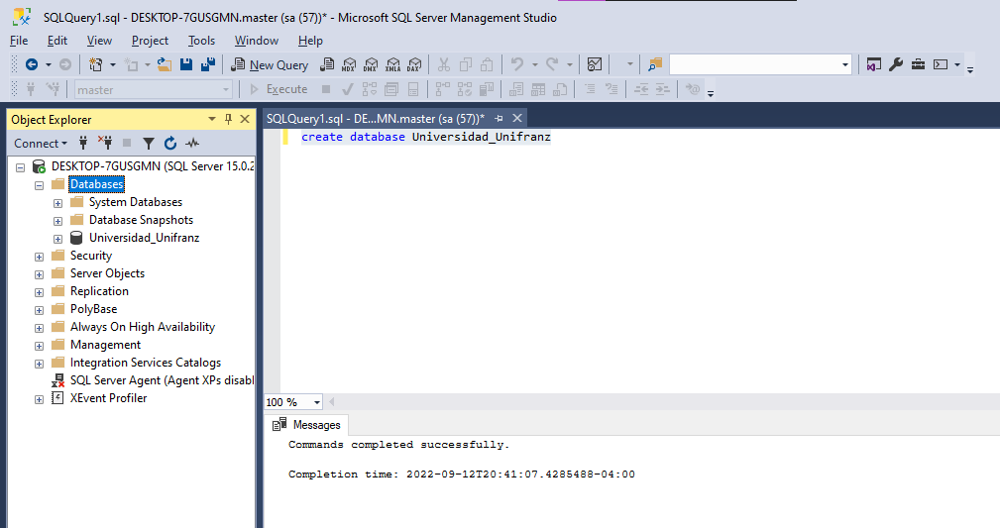 SQLQuery1.sql - DESKTOP-7GUSGMN.master (sa (57))* - Microsoft SQL Server Management Studio
File Edit View Project Tools Window Help
New Query MDX DMX XMLA DAX
master Execute
Object Explorer
SQLQuery1.sql - DE...MN.master (sa (57))*
Connect
create database Universidad_Unifranz
DESKTOP-7GUSGMN (SQL Server 15.0.2
Databases
System Databases
Database Snapshots
Universidad_Unifranz
Security
Server Objects
Replication
PolyBase
Always On High Availability
Management
Integration Services Catalogs
SQL Server Agent (Agent XPs disabl
XEvent Profiler
100 %
Messages
Commands completed successfully.
Completion time: 2022-09-12T20:41:07.4285488-04:00